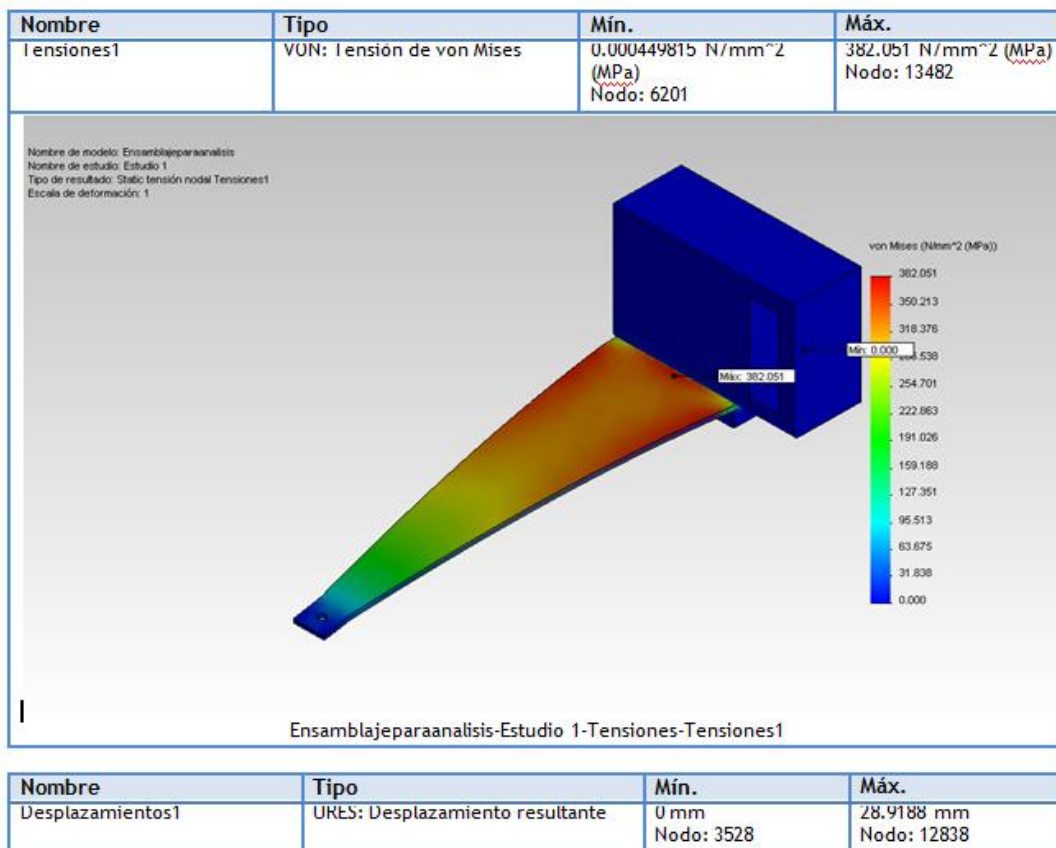 Nombre Tipo Mín. Máx.
Tensiones1 VON: Tensión de von Mises 0.000449815 N/mm^2 382.051 N/mm^2 (MPa)
(MPa) Nodo: 13482
Nodo: 6201
Nombre de modelo: Ensamblajeparaanalisis
Nombre de estudio: Estudio 1
Tipo de resultado: Static tensión nodal Tensiones1
Escala de deformación: 1
von Mises (N/mm^2 (MPa))
382.051
350.213
318.376
Mín: 0.000
Máx: 382.051
254.701
222.863
191.026
159.188
127.351
95.513
63.675
31.838
0.000
Ensamblajeparaanalisis-Estudio 1-Tensiones-Tensiones1
Nombre Tipo Mín. Máx.
Desplazamientos1 URES: Desplazamiento resultante 0 mm 28.9188 mm
Nodo: 3528 Nodo: 12838